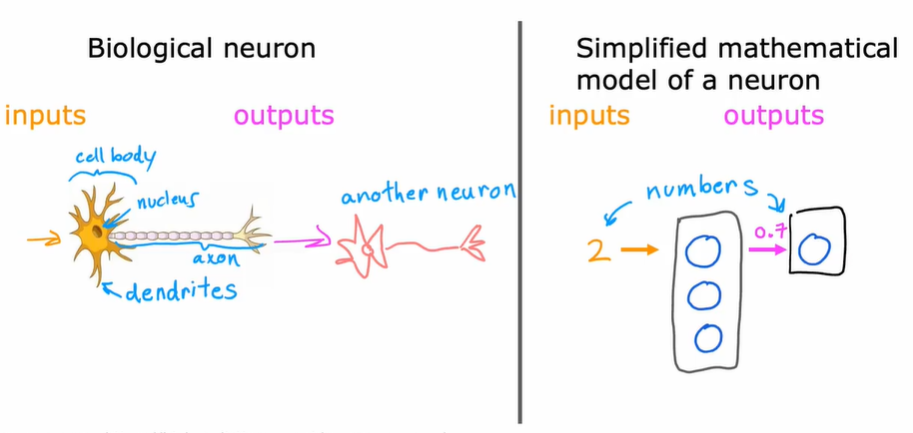 Biological neuron
inputs
outputs
cell body
nucleus
another neuron
axon
dendrites
Simplified mathematical
model of a neuron
inputs
outputs
numbers
2
0.7